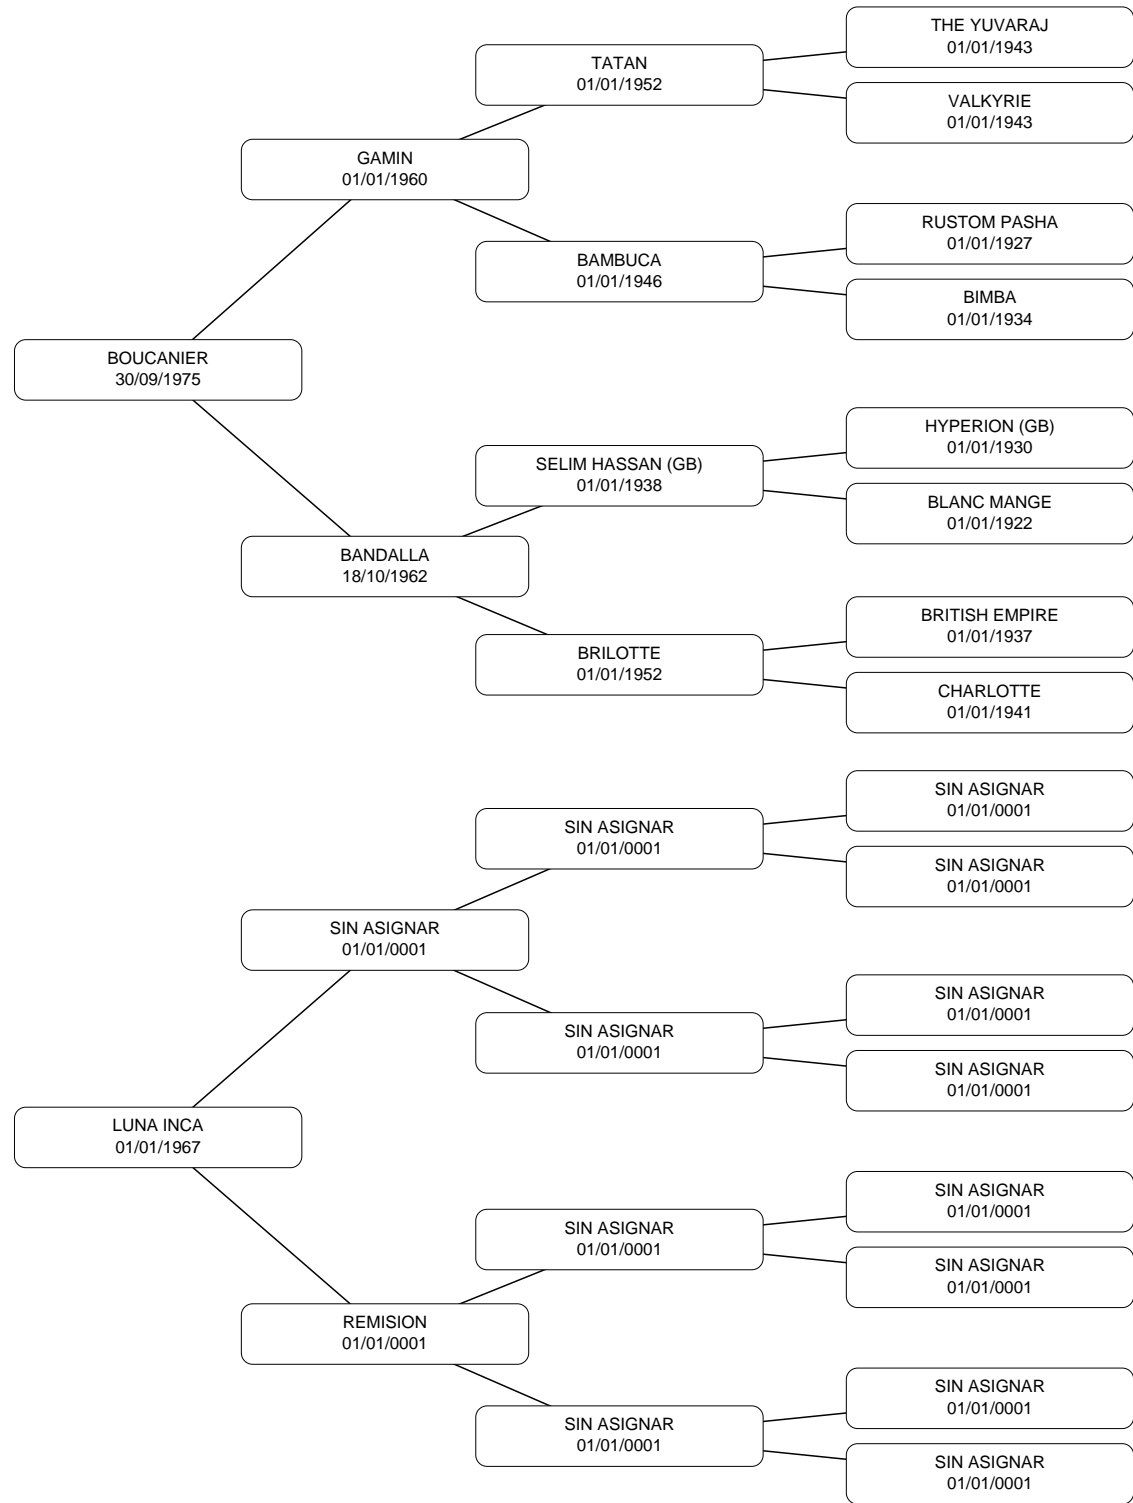 THE YUVARAJ
01/01/1943
TATAN
01/01/1952
VALKYRIE
01/01/1943
GAMIN
01/01/1960
RUSTOM PASHA
01/01/1927
BAMBUCA
01/01/1946
BIMBA
01/01/1934
BOUCANIER
30/09/1975
HYPERION (GB)
01/01/1930
SELIM HASSAN (GB)
01/01/1938
BLANC MANGE
01/01/1922
BANDALLA
18/10/1962
BRITISH EMPIRE
01/01/1937
BRILOTTE
01/01/1952
CHARLOTTE
01/01/1941
SIN ASIGNAR
01/01/0001
SIN ASIGNAR
01/01/0001
SIN ASIGNAR
01/01/0001
SIN ASIGNAR
01/01/0001
SIN ASIGNAR
01/01/0001
SIN ASIGNAR
01/01/0001
SIN ASIGNAR
01/01/0001
LUNA INCA
01/01/1967
SIN ASIGNAR
01/01/0001
SIN ASIGNAR
01/01/0001
SIN ASIGNAR
01/01/0001
REMISION
01/01/0001
SIN ASIGNAR
01/01/0001
SIN ASIGNAR
01/01/0001
SIN ASIGNAR
01/01/0001